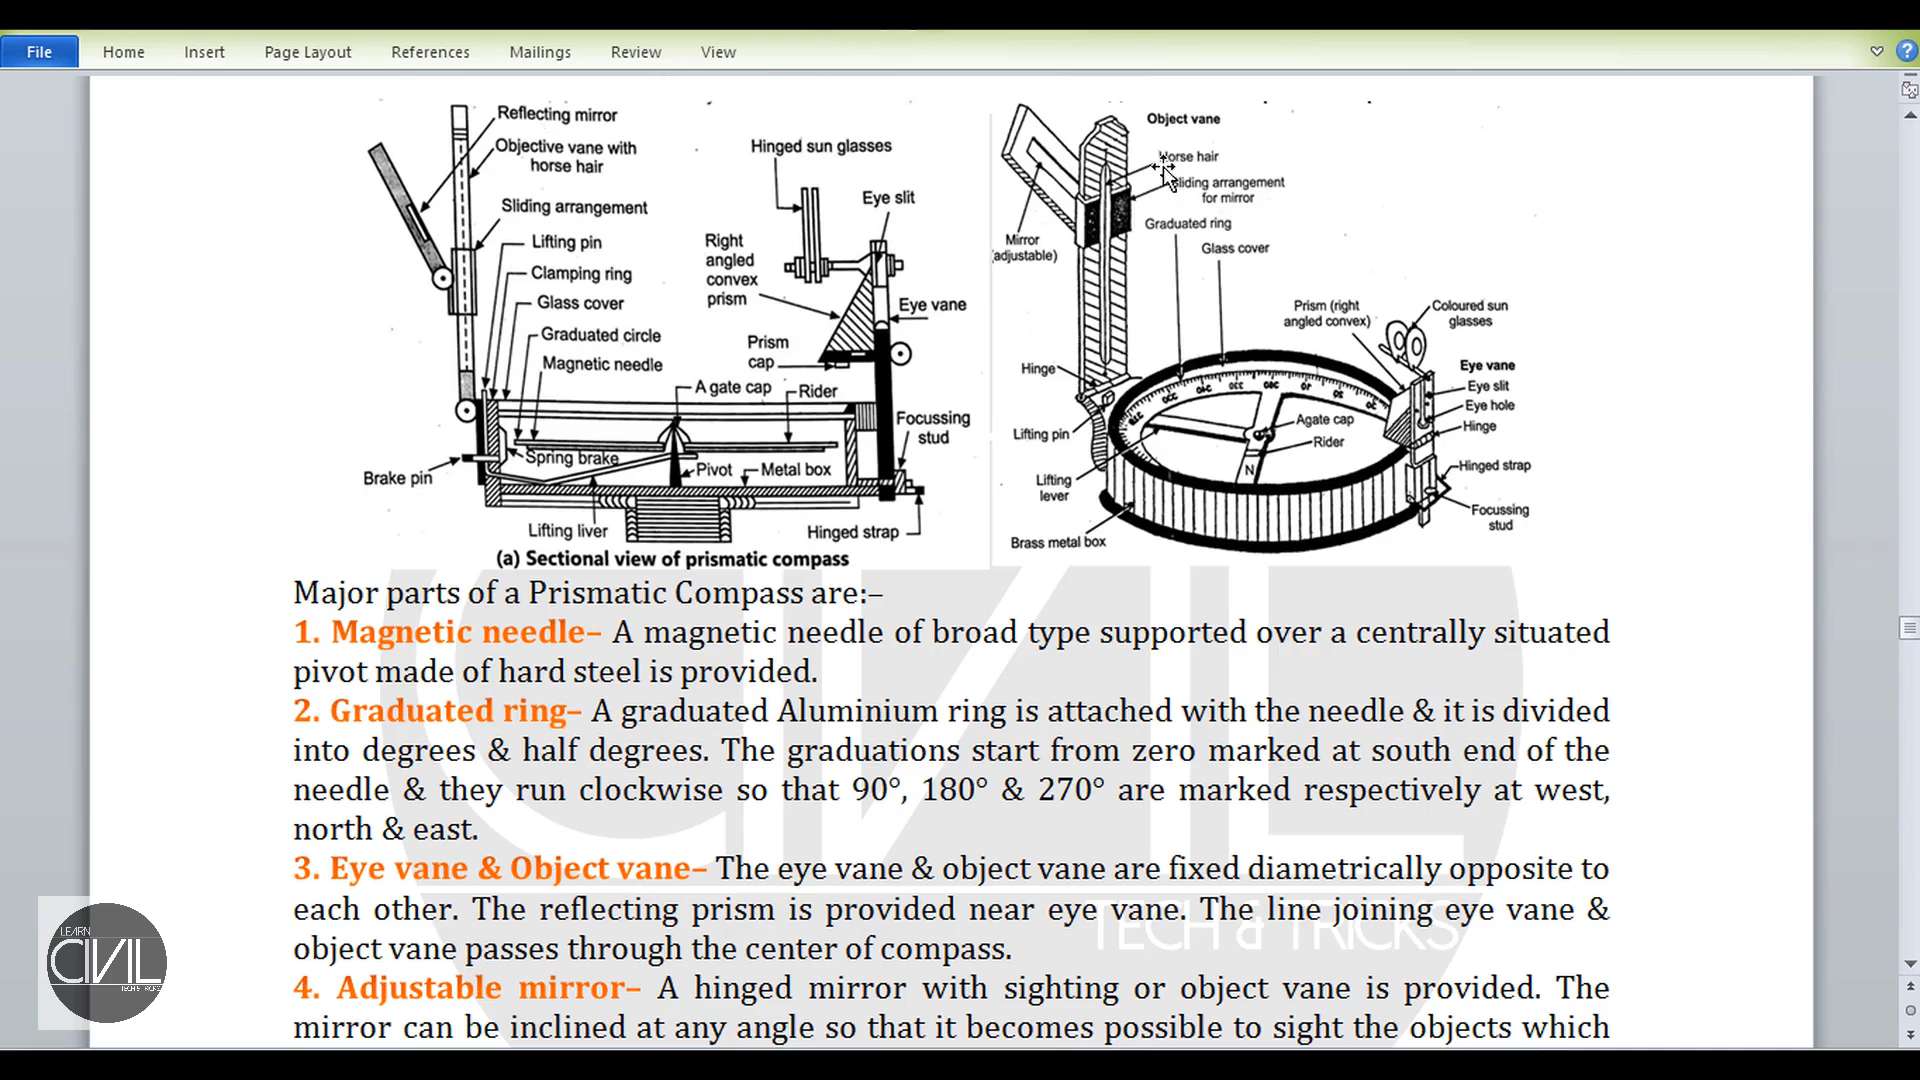 File Home Insert Page Layout References Mailings Review View
Reflecting mirror
Objective vane with
horse hair
Sliding arrangement
Lifting pin
Clamping ring
Glass cover
Graduated circle
Magnetic needle
Hinged sun glasses
Eye slit
Right
angled
convex
prism
Eye vane
Prism
cap
A gate cap
Rider
Focussing
stud
Spring brake
Brake pin
Pivot
Metal box
Lifting liver
Hinged strap
(a) Sectional view of prismatic compass
Object vane
Horse hair
Sliding arrangement
for mirror
Graduated ring
Glass cover
Mirror
(adjustable)
Prism (right
angled convex)
Coloured sun
glasses
Hinge
Eye vane
Eye slit
Eye hole
Hinge
Agate cap
Rider
Lifting pin
N
Hinged strap
Lifting
lever
Focussing
stud
Brass metal box
Major parts of a Prismatic Compass are:–
1. Magnetic needle– A magnetic needle of broad type supported over a centrally situated
pivot made of hard steel is provided.
2. Graduated ring– A graduated Aluminium ring is attached with the needle & it is divided
into degrees & half degrees. The graduations start from zero marked at south end of the
needle & they run clockwise so that 90°, 180° & 270° are marked respectively at west,
north & east.
3. Eye vane & Object vane– The eye vane & object vane are fixed diametrically opposite to
each other. The reflecting prism is provided near eye vane. The line joining eye vane &
object vane passes through the center of compass.
4. Adjustable mirror– A hinged mirror with sighting or object vane is provided. The
mirror can be inclined at any angle so that it becomes possible to sight the objects which
CIVIL
TECH & TRICKS
LEARN
CIVIL
TECH & TRICKS